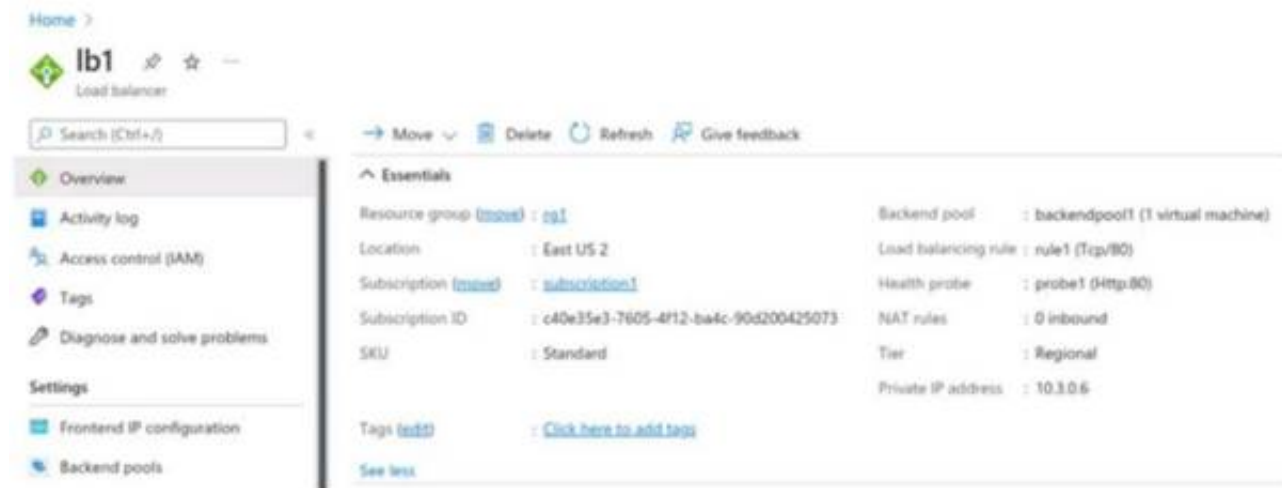 Home >
lb1
Load balancer
Search (Ctrl+/)
«
Move
Delete
Refresh
Give feedback
Overview
Activity log
Access control (IAM)
Tags
Diagnose and solve problems
Settings
Frontend IP configuration
Backend pools
Essentials
Resource group (move) : rg1
Location : East US 2
Subscription (move) : subscription1
Subscription ID : c40e35e3-7605-4f12-ba4c-90d200425073
SKU : Standard
Tags (edit) : Click here to add tags
See less
Backend pool : backendpool1 (1 virtual machine)
Load balancing rule : rule1 (Tcp/80)
Health probe : probe1 (Http:80)
NAT rules : 0 inbound
Tier : Regional
Private IP address : 10.3.0.6